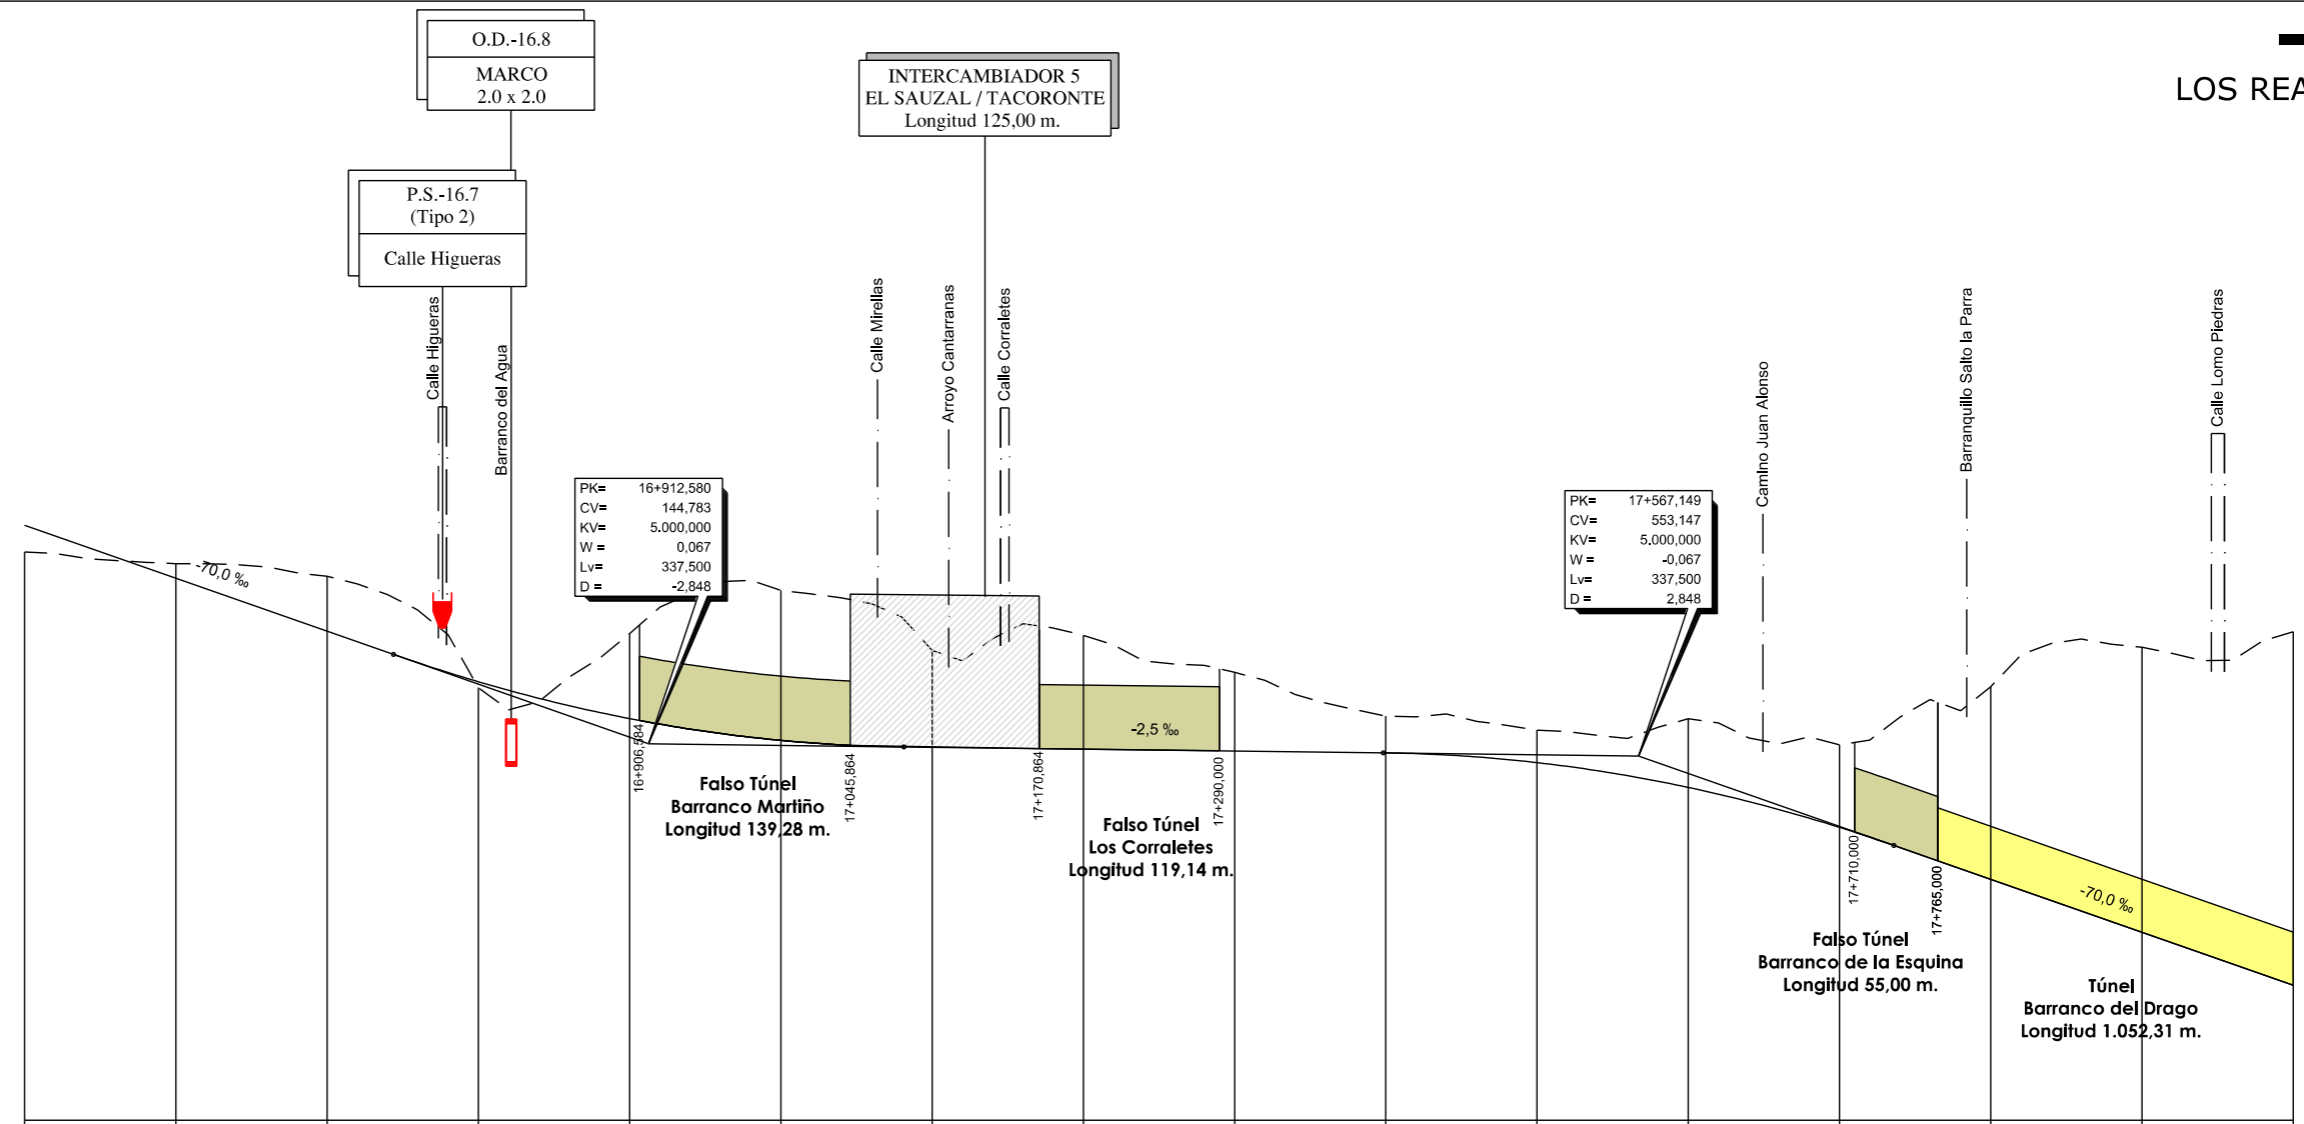 O.D.-16.8
MARCO
2.0 x 2.0
INTERCAMBIADOR 5
EL SAUZAL / TACORONTE
Longitud 125,00 m.
LOS REA
P.S.-16.7
(Tipo 2)
Calle Higueras
Calle Higueras
Barranco del Agua
Calle Mirellas
Arroyo Cantarranas
Calle Corraletes
Camino Juan Alonso
Barranquillo Salto la Parra
Calle Lomo Piedras
PK= 16+912,580
CV= 144,783
KV= 5.000,000
W = 0,067
Lv= 337,500
D = -2,848
PK= 17+567,149
CV= 553,147
KV= 5.000,000
W = -0,067
Lv= 337,500
D = 2,848
-70,0 ‰
-2,5 ‰
-70,0 ‰
16+906,584
17+045,864
17+170,864
17+290,000
17+710,000
17+765,000
Falso Túnel
Barranco Martiño
Longitud 139,28 m.
Falso Túnel
Los Corraletes
Longitud 119,14 m.
Falso Túnel
Barranco de la Esquina
Longitud 55,00 m.
Túnel
Barranco del Drago
Longitud 1.052,31 m.